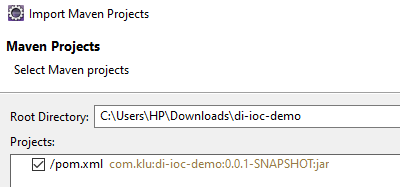 Import Maven Projects
Maven Projects
Select Maven projects
Root Directory: C:\Users\HP\Downloads\di-ioc-demo
Projects:
/pom.xml com.klu:di-ioc-demo:0.0.1-SNAPSHOT:jar